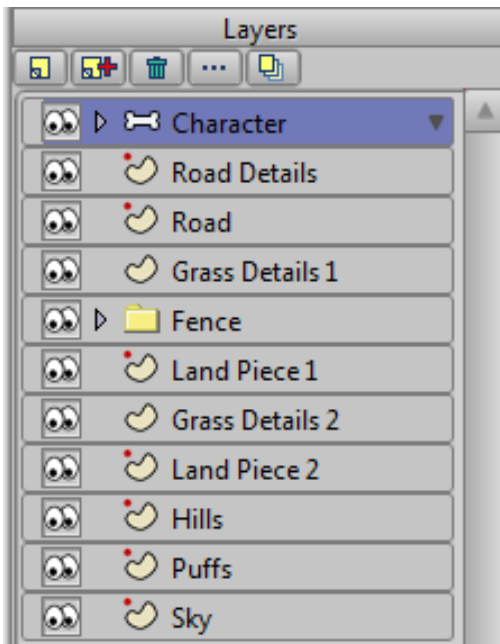 Layers
Character
Road Details
Road
Grass Details 1
Fence
Land Piece 1
Grass Details 2
Land Piece 2
Hills
Puffs
Sky